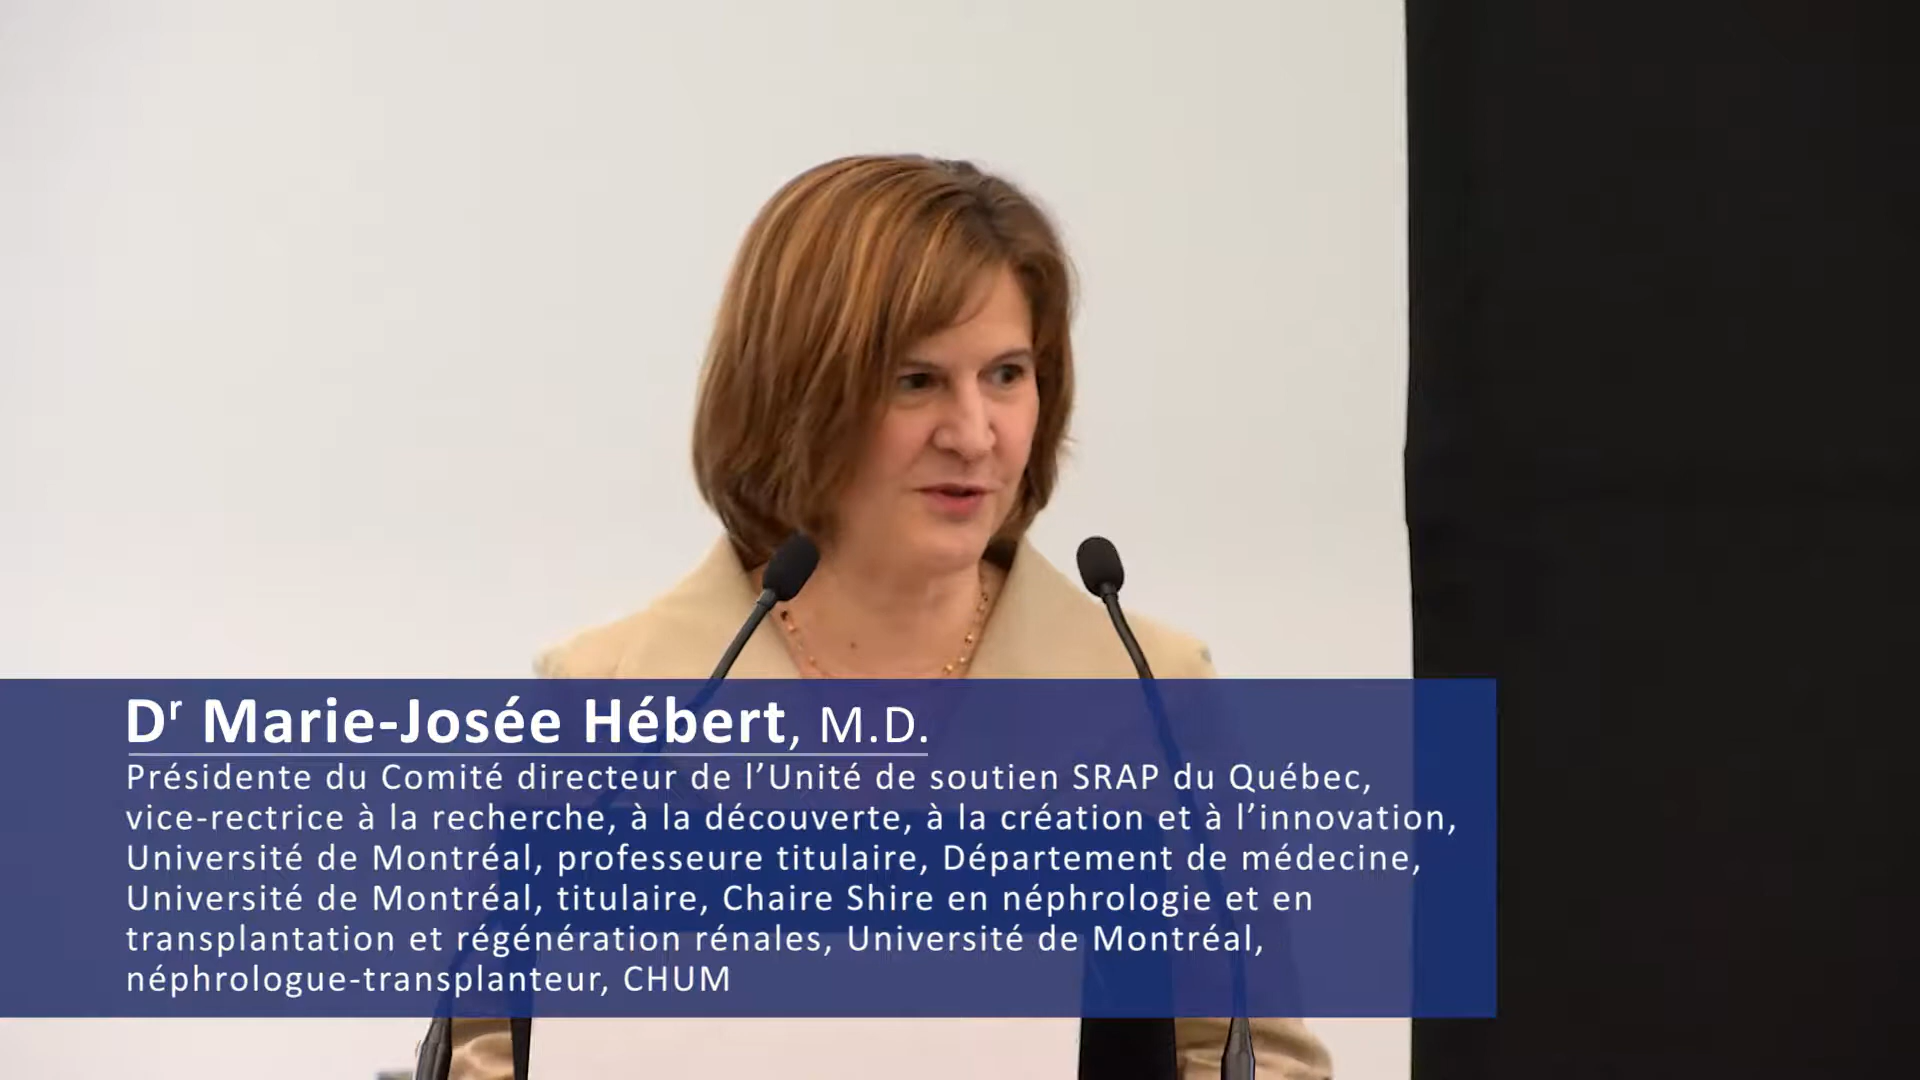 Dʳ Marie-Josée Hébert, M.D.
Présidente du Comité directeur de l’Unité de soutien SRAP du Québec,
vice-rectrice à la recherche, à la découverte, à la création et à l’innovation,
Université de Montréal, professeure titulaire, Département de médecine,
Université de Montréal, titulaire, Chaire Shire en néphrologie et en
transplantation et régénération rénales, Université de Montréal,
néphrologue-transplanteur, CHUM